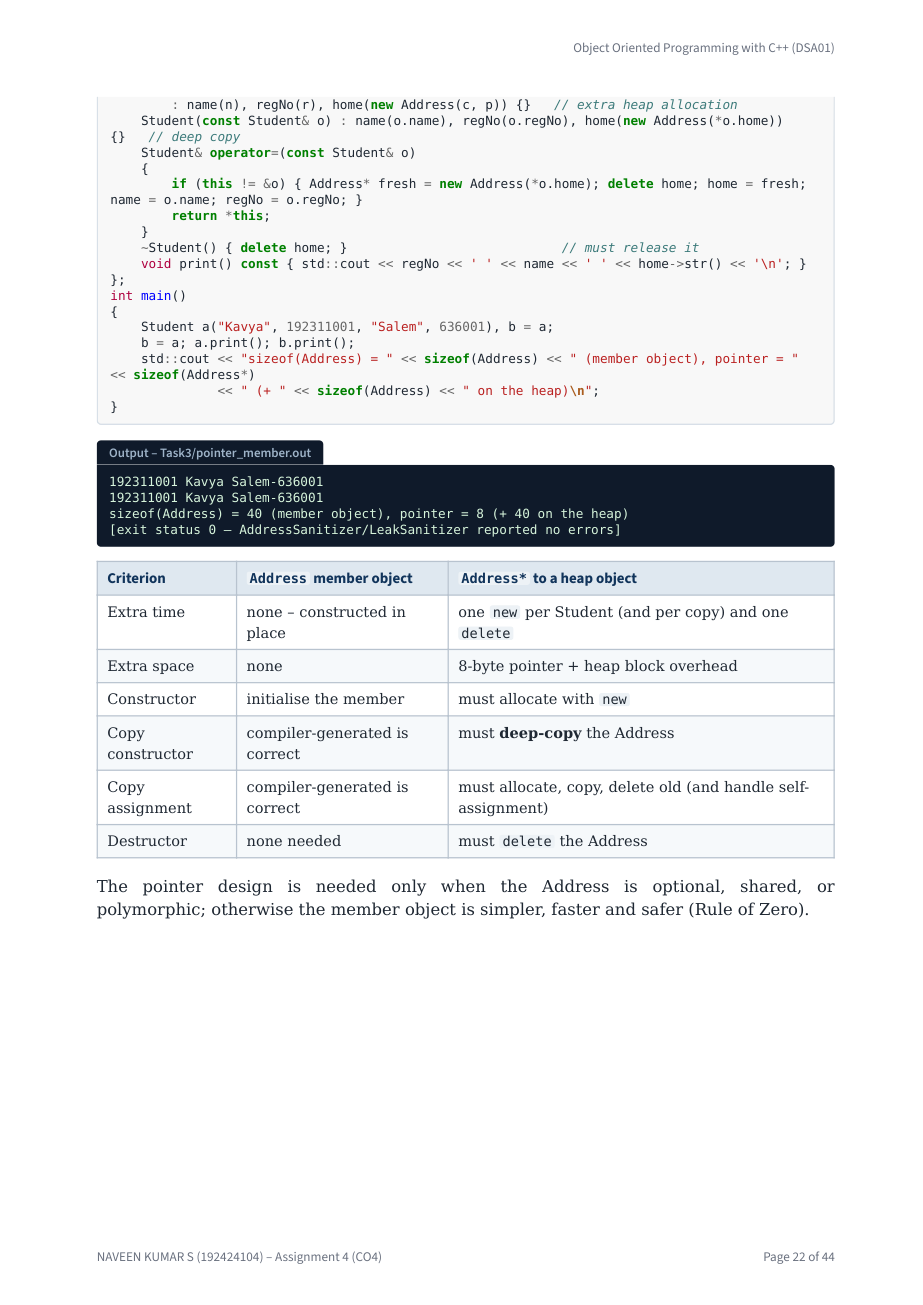 Object Oriented Programming with C++ (DSA01)
        : name(n), regNo(r), home(new Address(c, p)) {}   // extra heap allocation
    Student(const Student& o) : name(o.name), regNo(o.regNo), home(new Address(*o.home))
{}   // deep copy
    Student& operator=(const Student& o)
    {
        if (this != &o) { Address* fresh = new Address(*o.home); delete home; home = fresh;
name = o.name; regNo = o.regNo; }
        return *this;
    }
    ~Student() { delete home; }                            // must release it
    void print() const { std::cout << regNo << ' ' << name << ' ' << home->str() << '\n'; }
};
int main()
{
    Student a("Kavya", 192311001, "Salem", 636001), b = a;
    b = a; a.print(); b.print();
    std::cout << "sizeof(Address) = " << sizeof(Address) << " (member object), pointer = "
<< sizeof(Address*)
              << " (+ " << sizeof(Address) << " on the heap)\n";
}
Output – Task3/pointer_member.out
192311001 Kavya Salem-636001
192311001 Kavya Salem-636001
sizeof(Address) = 40 (member object), pointer = 8 (+ 40 on the heap)
[exit status 0 — AddressSanitizer/LeakSanitizer reported no errors]
Criterion | Address member object | Address* to a heap object
Extra time | none – constructed in place | one new per Student (and per copy) and one delete
Extra space | none | 8-byte pointer + heap block overhead
Constructor | initialise the member | must allocate with new
Copy constructor | compiler-generated is correct | must deep-copy the Address
Copy assignment | compiler-generated is correct | must allocate, copy, delete old (and handle self-assignment)
Destructor | none needed | must delete the Address
The pointer design is needed only when the Address is optional, shared, or
polymorphic; otherwise the member object is simpler, faster and safer (Rule of Zero).
NAVEEN KUMAR S (192424104) – Assignment 4 (CO4)
Page 22 of 44